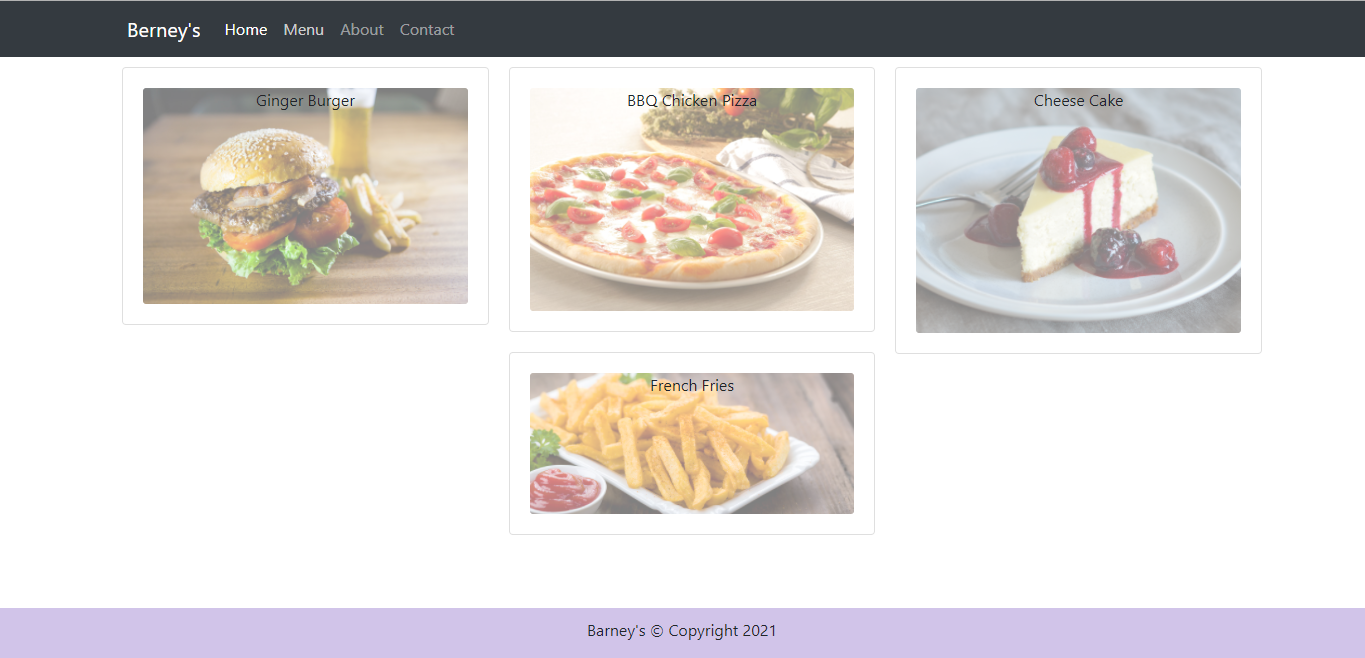 Berney's Home Menu About Contact
Ginger Burger
BBQ Chicken Pizza
Cheese Cake
French Fries
Barney's © Copyright 2021